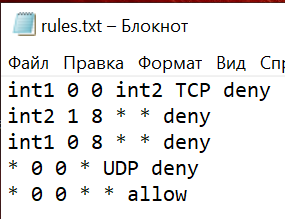 rules.txt – Блокнот
Файл Правка Формат Вид
int1 0 0 int2 TCP deny
int2 1 8 * * deny
int1 0 8 * * deny
* 0 0 * UDP deny
* 0 0 * * allow